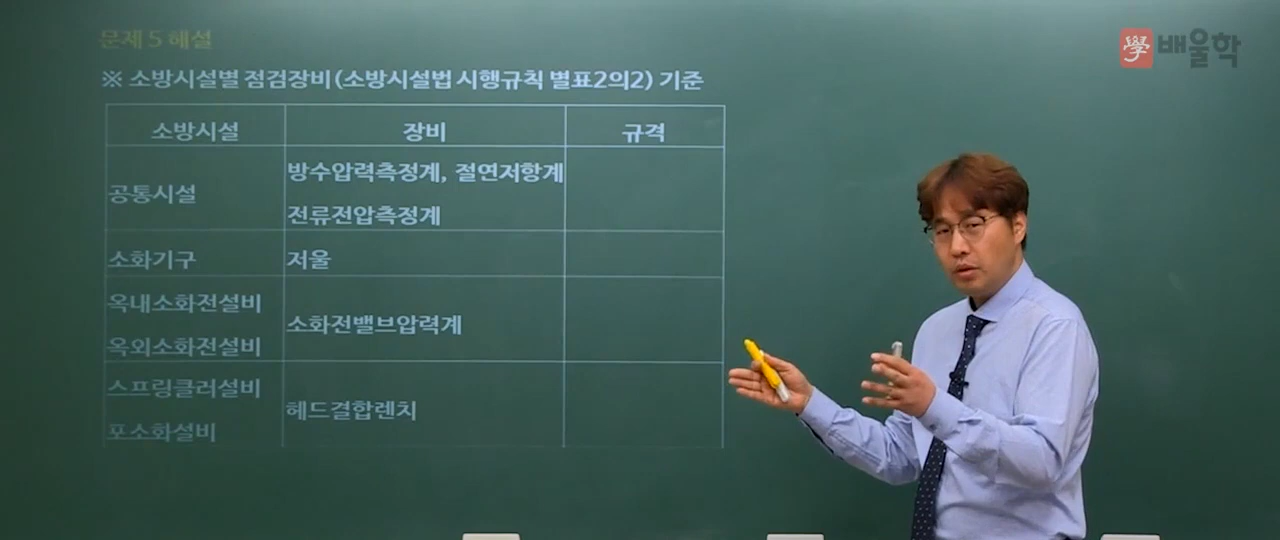 문제 5 해설
學 배울학
※ 소방시설별 점검장비(소방시설법 시행규칙 별표2의2) 기준
소방시설 장비 규격
공통시설 방수압력측정계, 절연저항계
전류전압측정계
소화기구 저울
옥내소화전설비
소화전밸브압력계
옥외소화전설비
스프링클러설비
헤드결합렌치
포소화설비